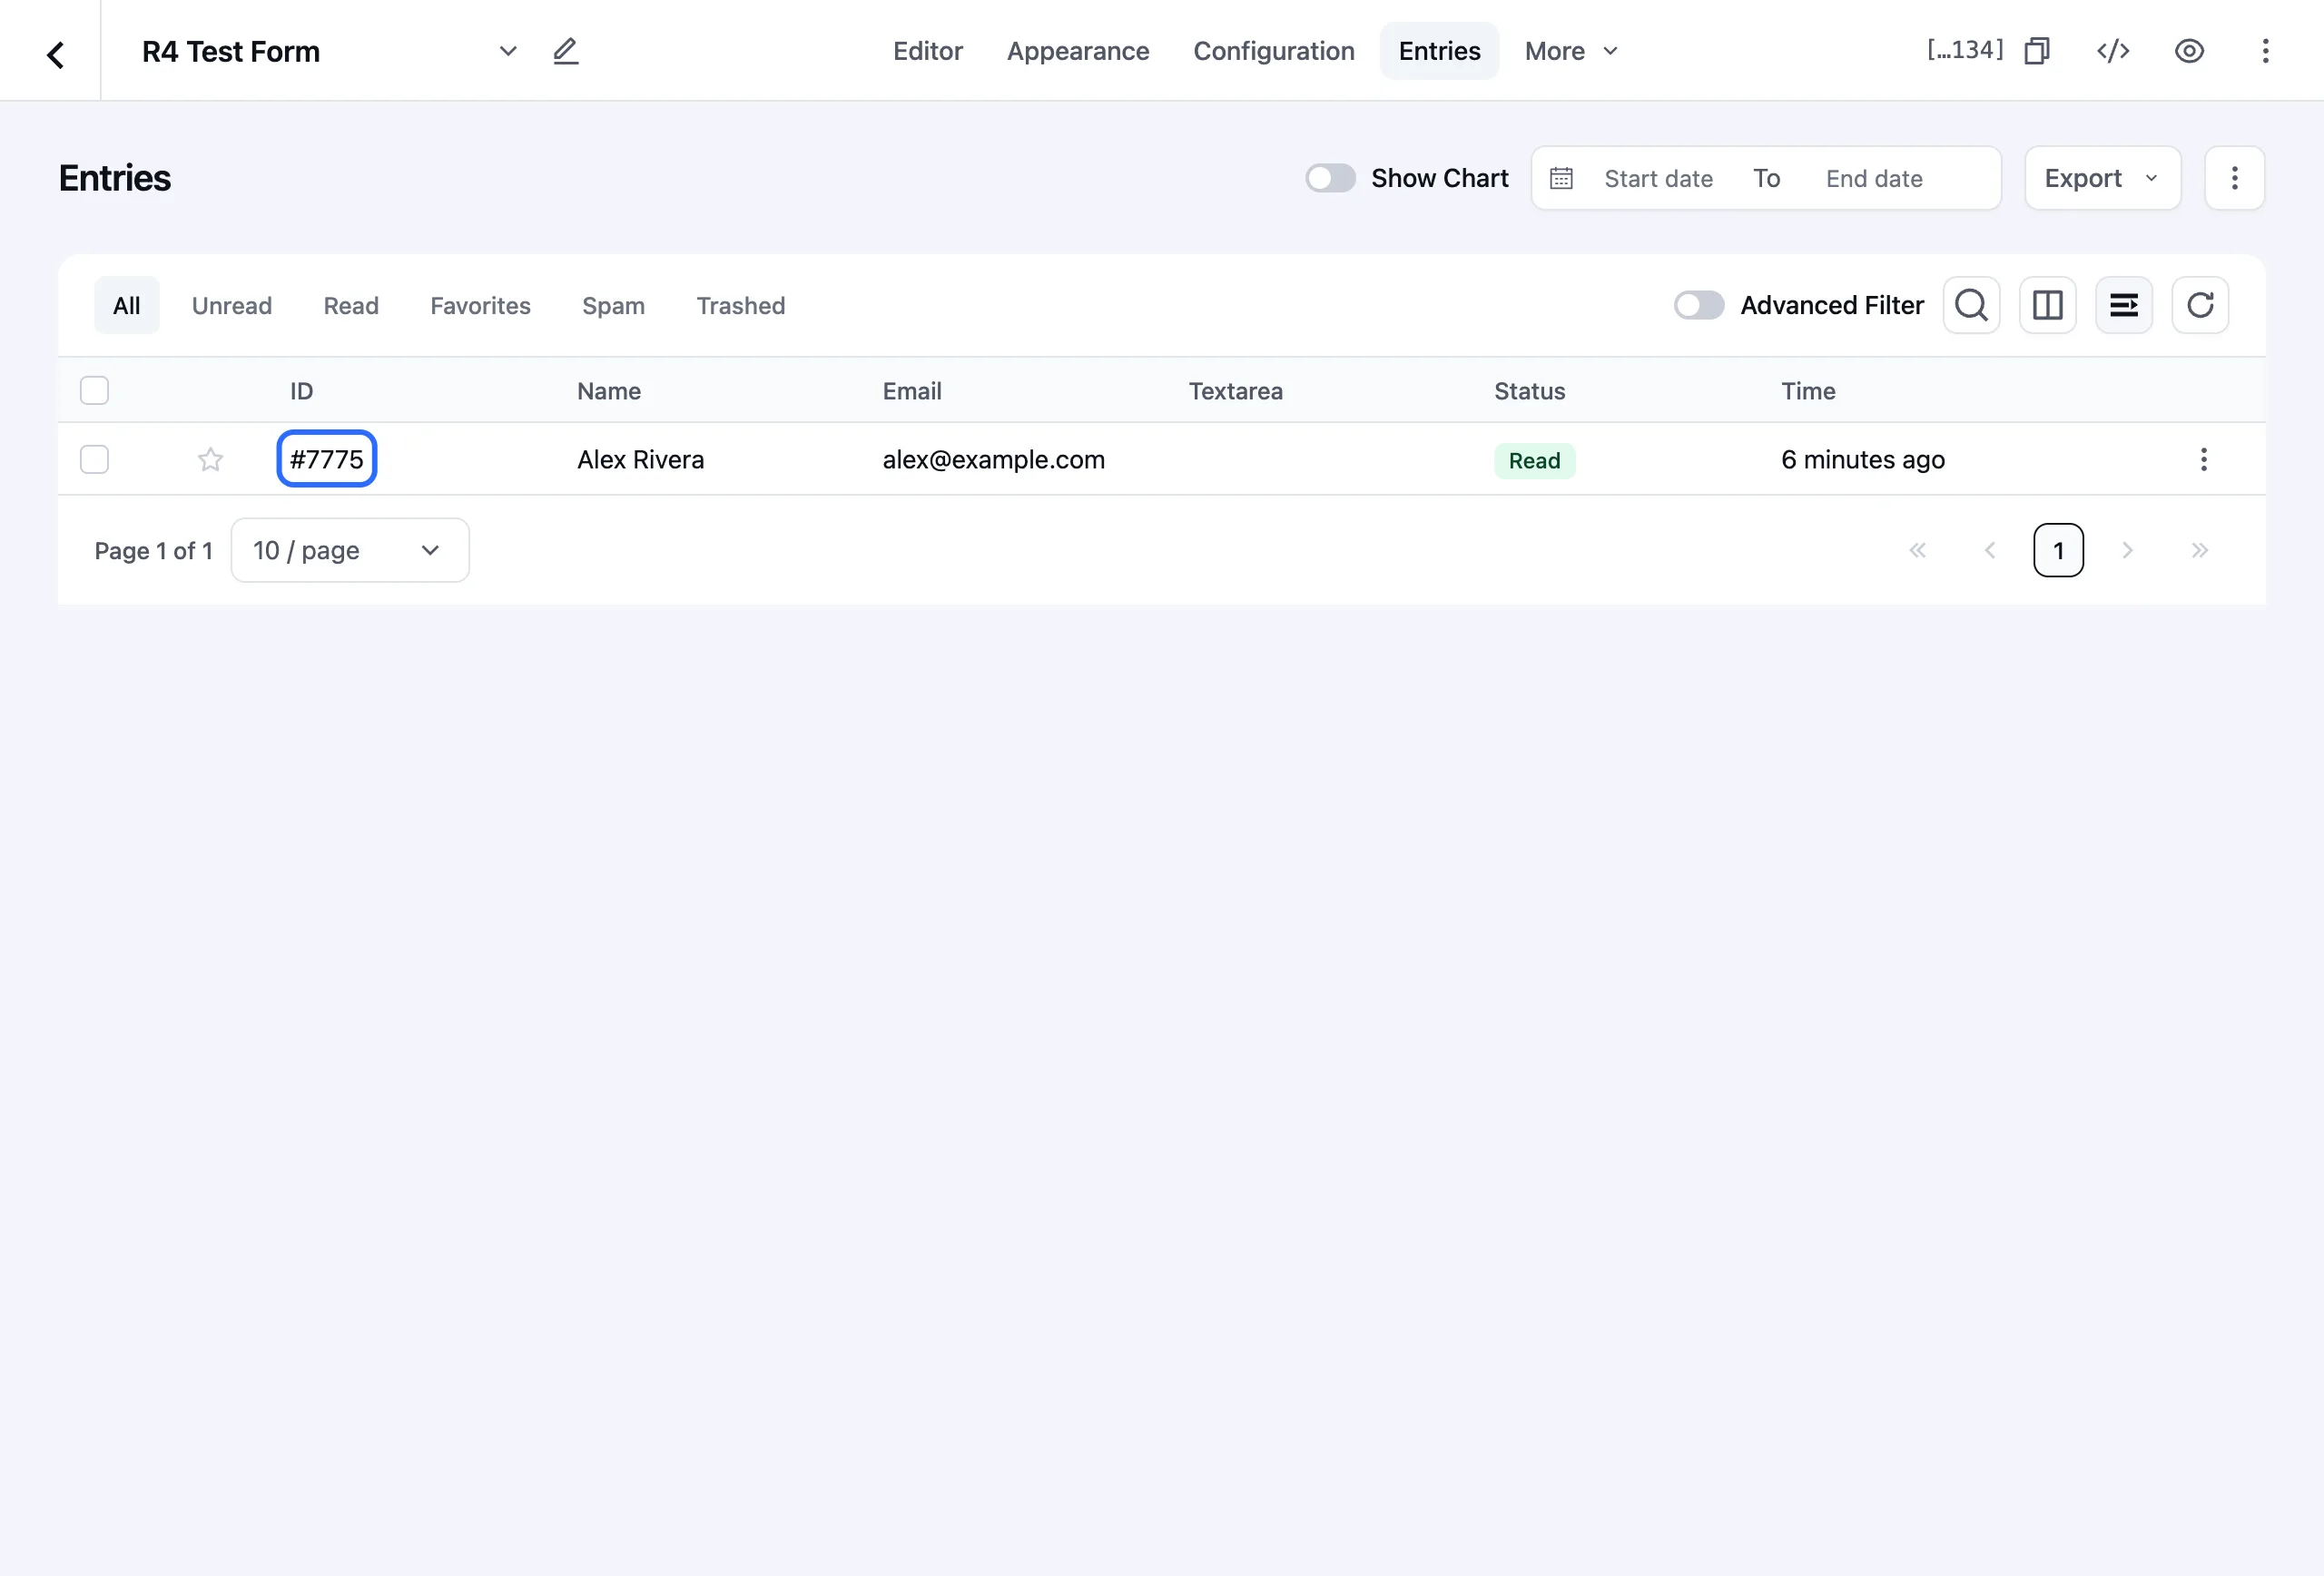 R4 Test Form Editor Appearance Configuration Entries More […134] </>
Entries Show Chart Start date To End date Export
All Unread Read Favorites Spam Trashed Advanced Filter
ID Name Email Textarea Status Time
#7775 Alex Rivera alex@example.com Read 6 minutes ago
Page 1 of 1 10 / page 1